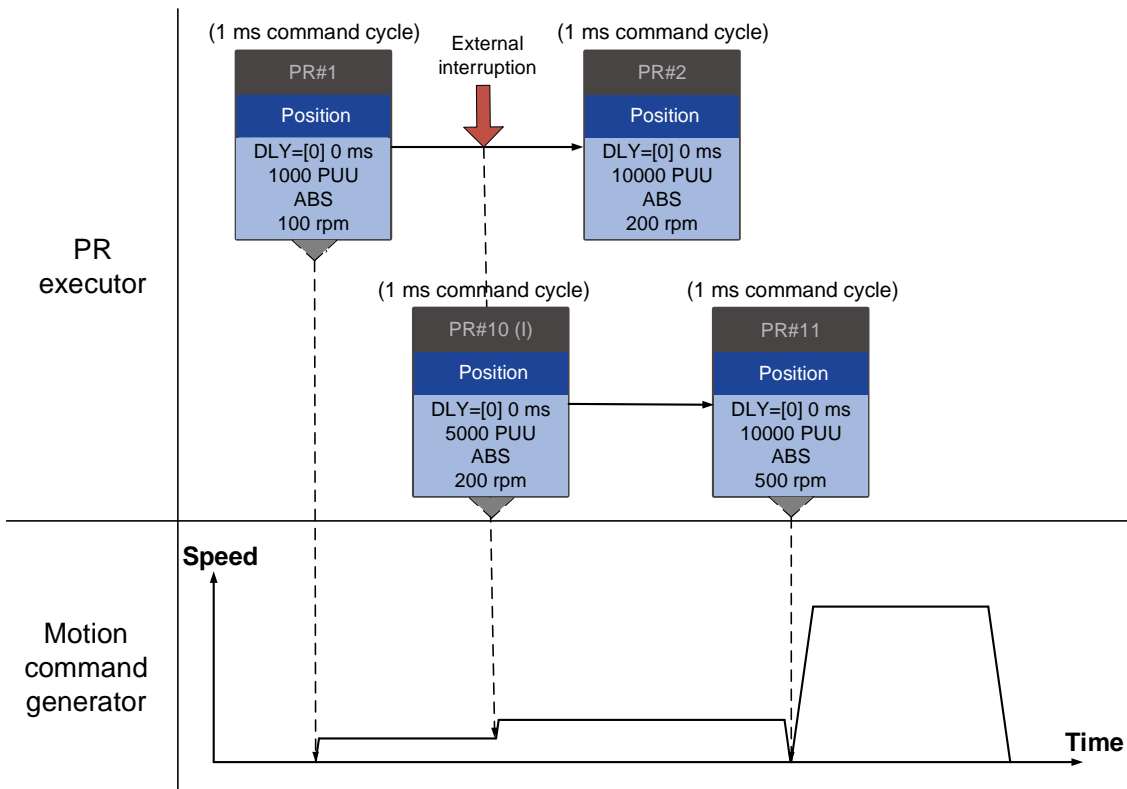 (1 ms command cycle)
PR#1
Position
DLY=[0] 0 ms
1000 PUU
ABS
100 rpm
External
interruption
(1 ms command cycle)
PR#2
Position
DLY=[0] 0 ms
10000 PUU
ABS
200 rpm
PR
executor
(1 ms command cycle)
PR#10 (I)
Position
DLY=[0] 0 ms
5000 PUU
ABS
200 rpm
(1 ms command cycle)
PR#11
Position
DLY=[0] 0 ms
10000 PUU
ABS
500 rpm
Motion
command
generator
Speed
Time